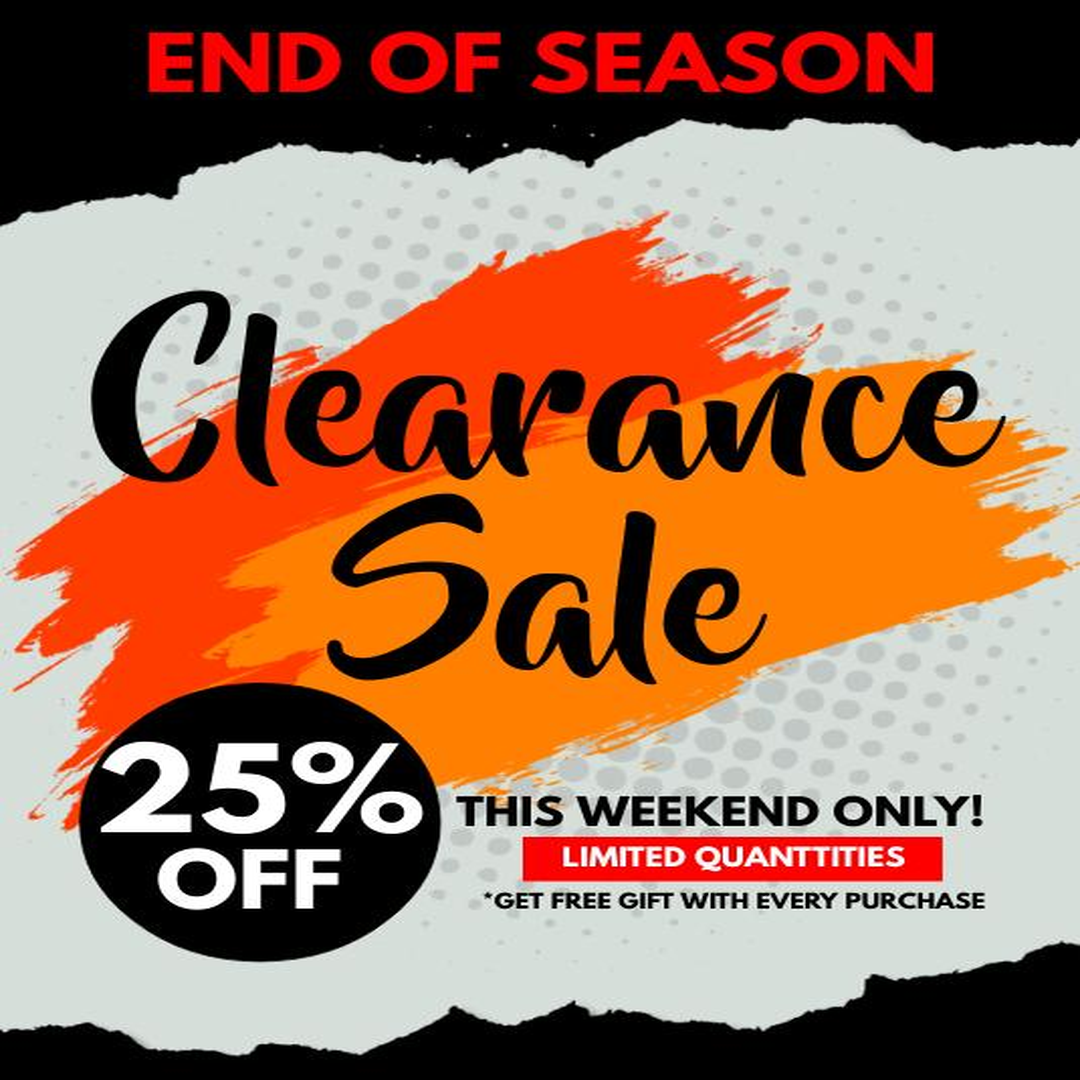 END OF SEASON
Clearance
Sale
25%
OFF
THIS WEEKEND ONLY!
LIMITED QUANTTITIES
*GET FREE GIFT WITH EVERY PURCHASE